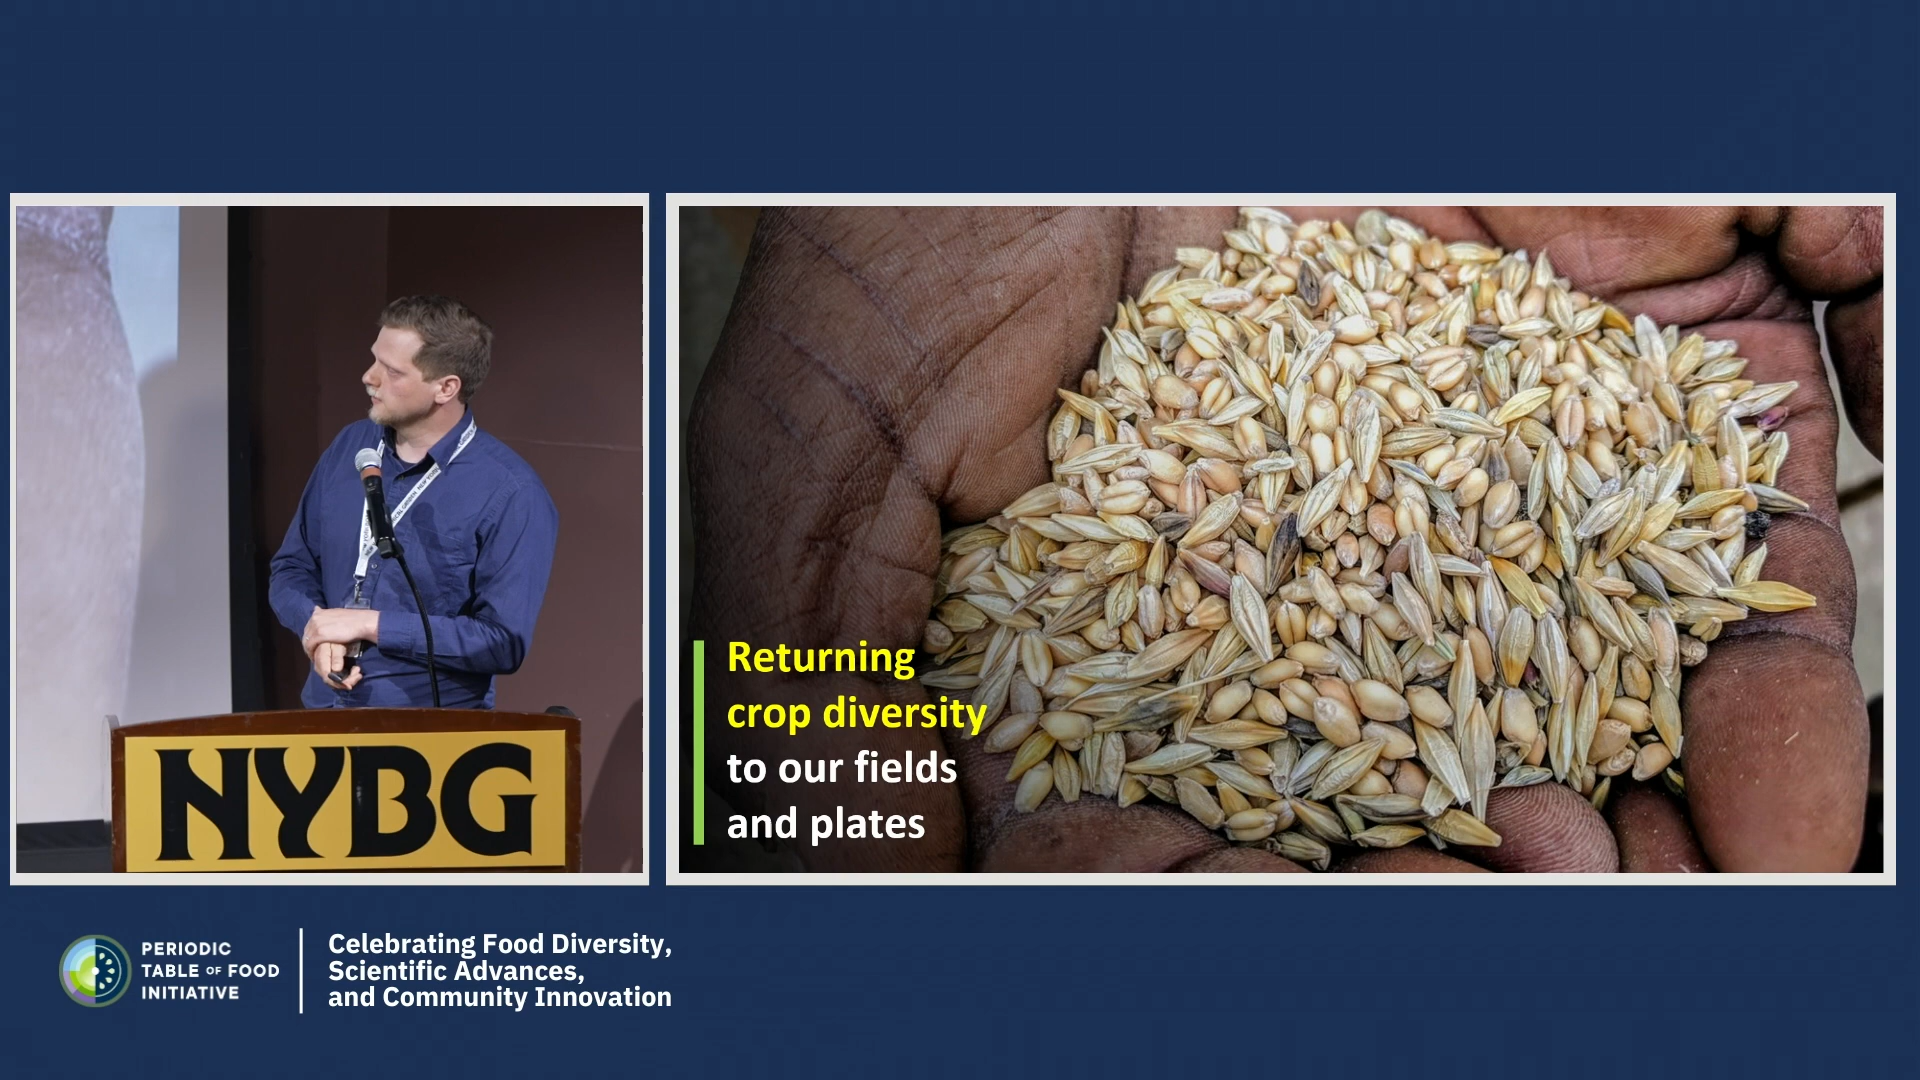 Returning
crop diversity
to our fields
and plates
NYBG
PERIODIC
TABLE OF FOOD
INITIATIVE
Celebrating Food Diversity,
Scientific Advances,
and Community Innovation